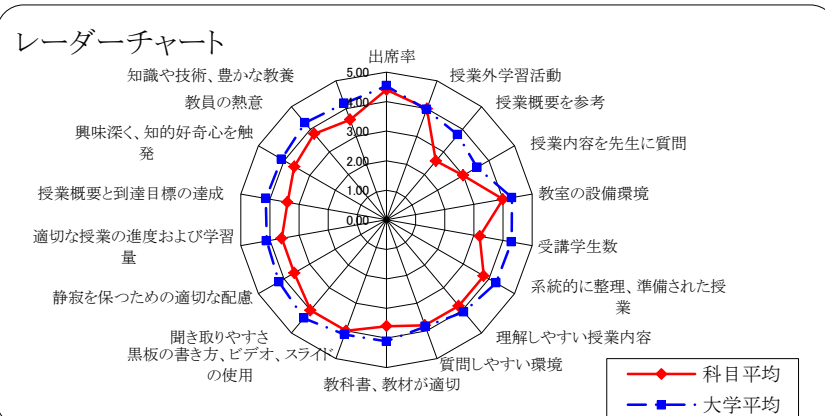 レーダーチャート
出席率
授業外学習活動
授業概要を参考
授業内容を先生に質問
教室の設備環境
受講学生数
系統的に整理、準備された授
業
理解しやすい授業内容
質問しやすい環境
教科書、教材が適切
黒板の書き方、ビデオ、スライド
の使用
聞き取りやすさ
静寂を保つための適切な配慮
適切な授業の進度および学習
量
授業概要と到達目標の達成
興味深く、知的好奇心を触
発
教員の熱意
知識や技術、豊かな教養
5.00
4.00
3.00
2.00
1.00
0.00
科目平均
大学平均